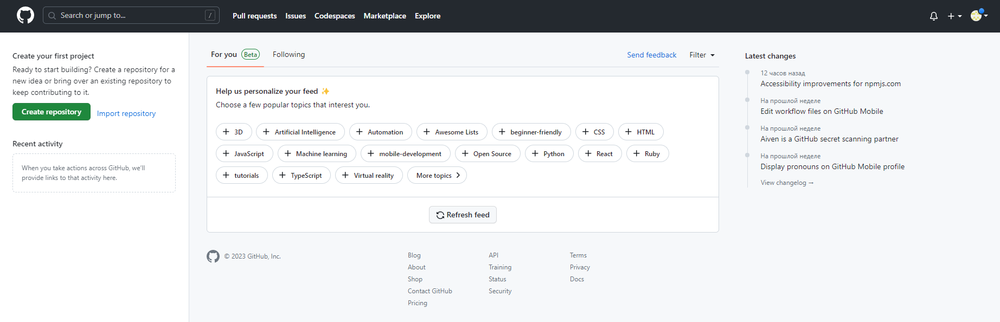 Search or jump to... /
Pull requests Issues Codespaces Marketplace Explore
Create your first project
Ready to start building? Create a repository for a
new idea or bring over an existing repository to
keep contributing to it.
Create repository Import repository
Recent activity
When you take actions across GitHub, we'll
provide links to that activity here.
For you Beta Following
Send feedback Filter
Help us personalize your feed ✨
Choose a few popular topics that interest you.
+ 3D + Artificial Intelligence + Automation + Awesome Lists + beginner-friendly + CSS + HTML
+ JavaScript + Machine learning + mobile-development + Open Source + Python + React + Ruby
+ tutorials + TypeScript + Virtual reality More topics >
Refresh feed
Latest changes
12 часов назад
Accessibility improvements for npmjs.com
На прошлой неделе
Edit workflow files on GitHub Mobile
На прошлой неделе
Aiven is a GitHub secret scanning partner
На прошлой неделе
Display pronouns on GitHub Mobile profile
View changelog →
© 2023 GitHub, Inc.
Blog
About
Shop
Contact GitHub
Pricing
API
Training
Status
Security
Terms
Privacy
Docs